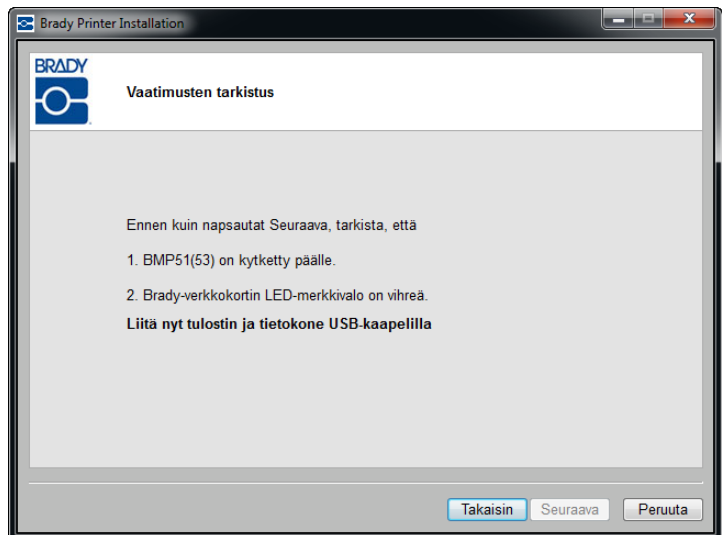 Brady Printer Installation
BRADY
Vaatimusten tarkistus
Ennen kuin napsautat Seuraava, tarkista, että
1. BMP51(53) on kytketty päälle.
2. Brady-verkkokortin LED-merkkivalo on vihreä.
Liitä nyt tulostin ja tietokone USB-kaapelilla
Takaisin Seuraava Peruuta